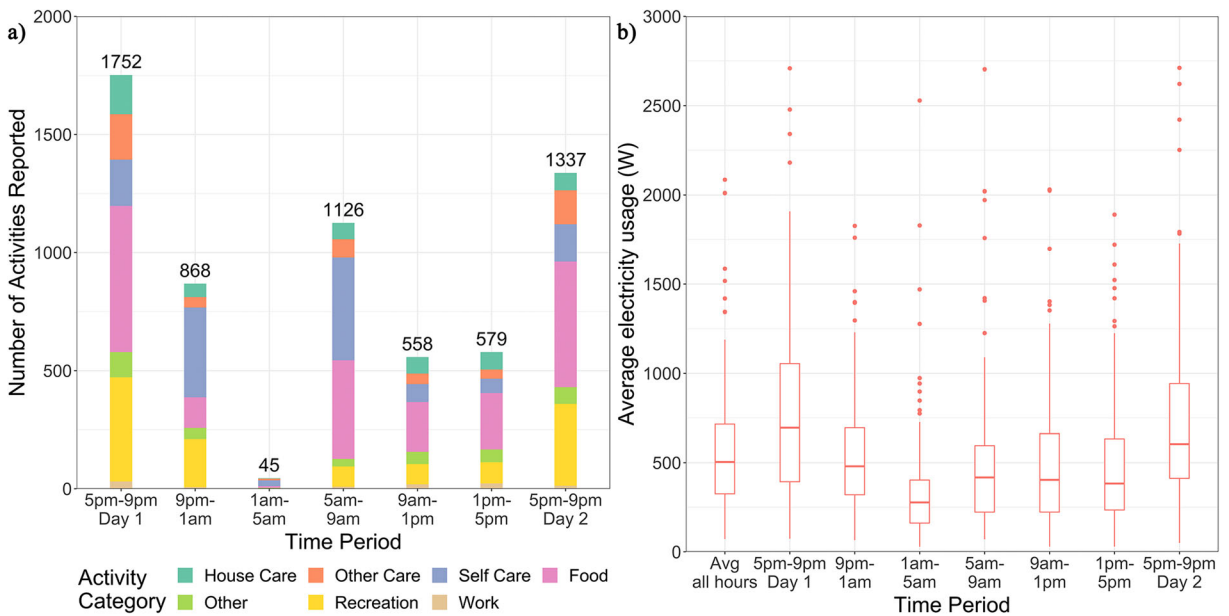 a)
Number of Activities Reported
2000
1500
1000
500
0
1752
868
45
1126
558
579
1337
5pm-9pm Day 1
9pm-1am
1am-5am
5am-9am
9am-1pm
1pm-5pm
5pm-9pm Day 2
Time Period
Activity Category
House Care
Other Care
Self Care
Food
Other
Recreation
Work
b)
Average electricity usage (W)
3000
2500
2000
1500
1000
500
0
Avg all hours
5pm-9pm Day 1
9pm-1am
1am-5am
5am-9am
9am-1pm
1pm-5pm
5pm-9pm Day 2
Time Period